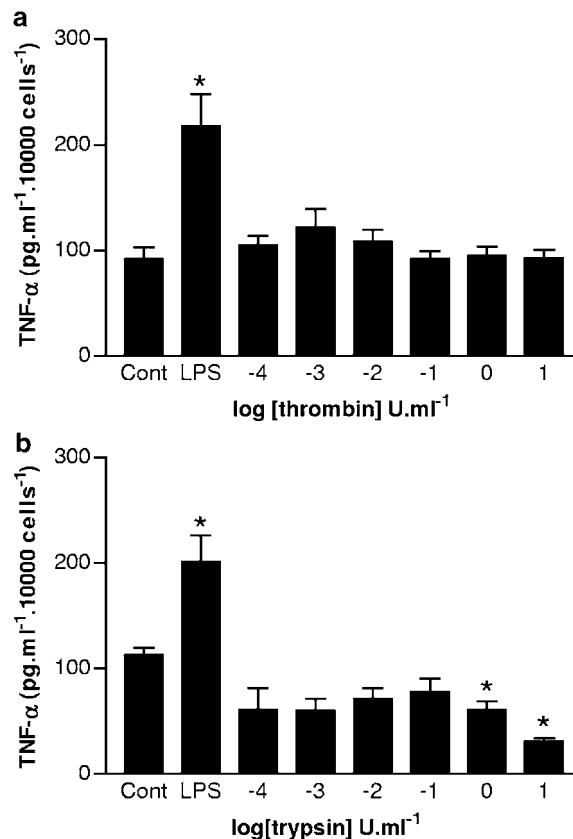 a
TNF-α (pg.ml⁻¹.10000 cells⁻¹)
300
200
100
0
*
Cont LPS -4 -3 -2 -1 0 1
log [thrombin] U.ml⁻¹
b
TNF-α (pg.ml⁻¹.10000 cells⁻¹)
300
200
100
0
*
*
*
Cont LPS -4 -3 -2 -1 0 1
log[trypsin] U.ml⁻¹